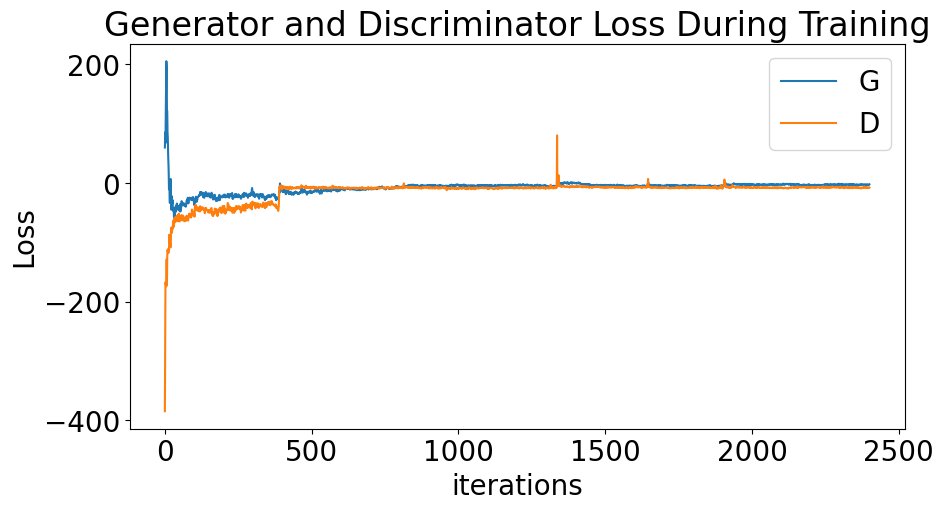 Generator and Discriminator Loss During Training
200
0
−200
−400
Loss
G
D
0 500 1000 1500 2000 2500
iterations